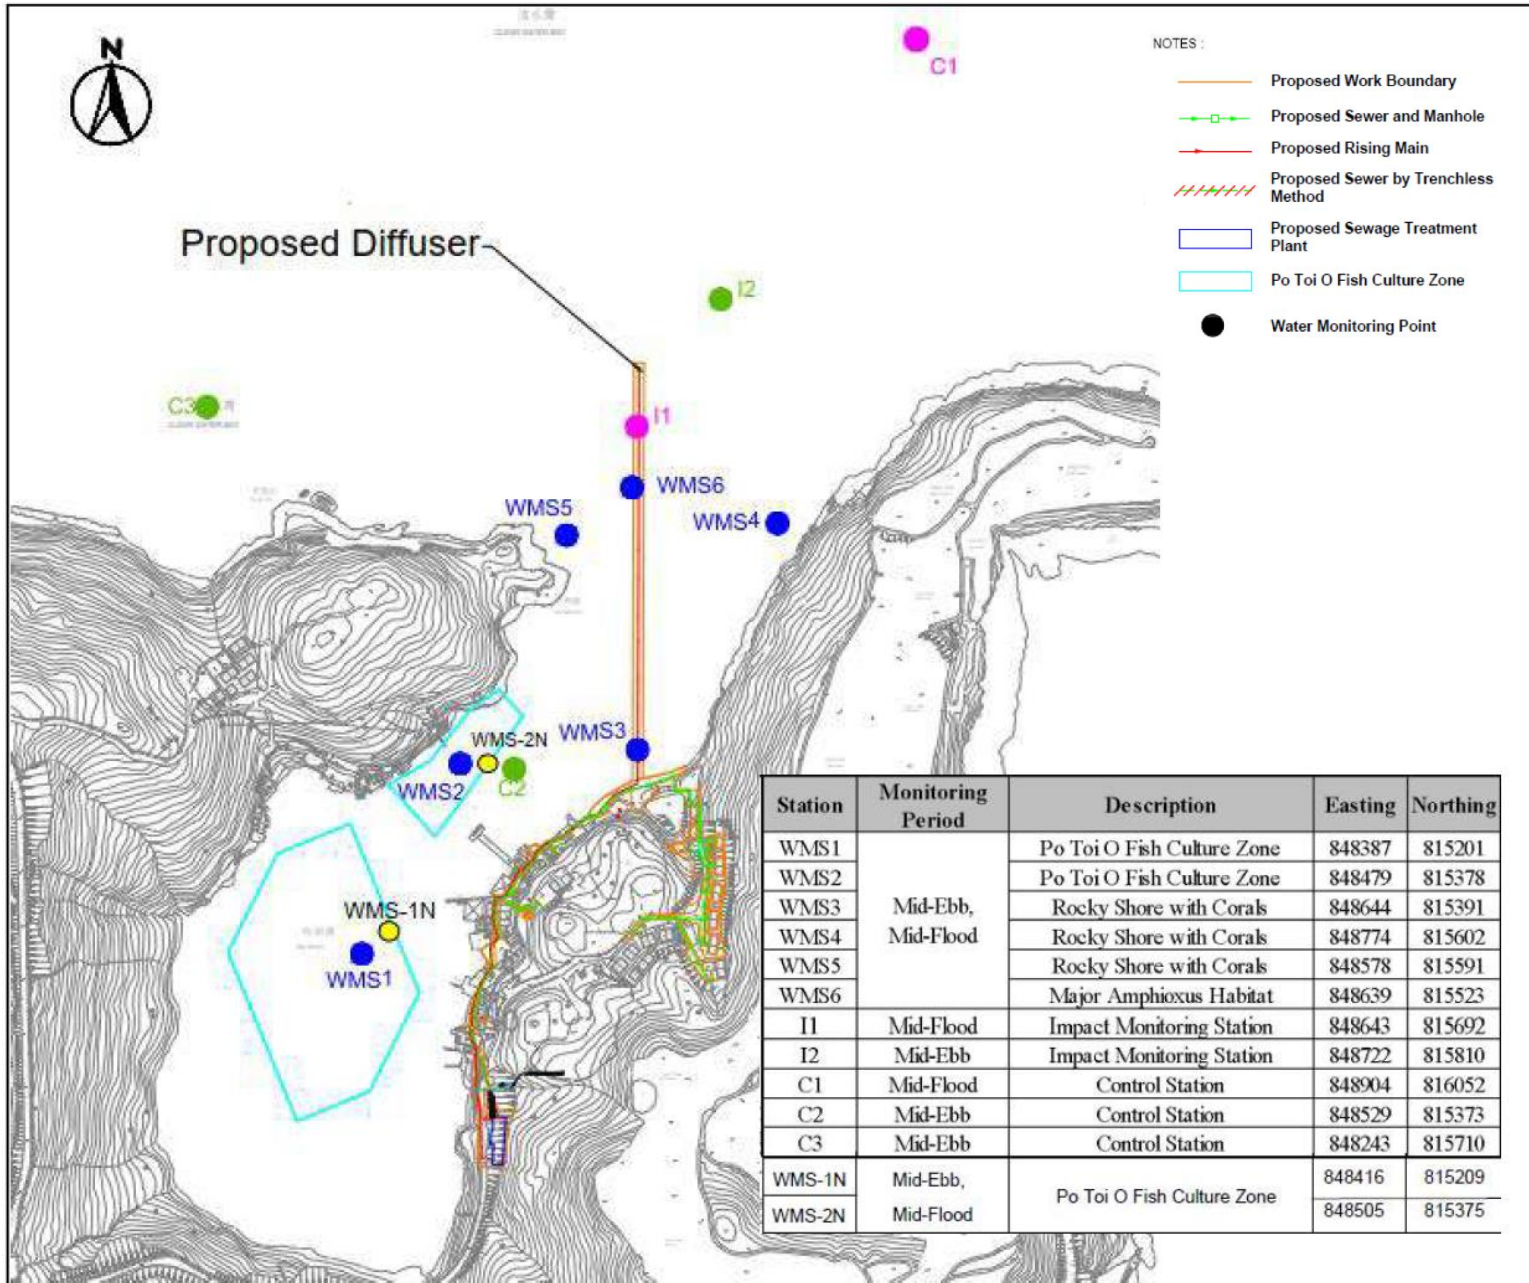 N
C1
NOTES :
Proposed Work Boundary
Proposed Sewer and Manhole
Proposed Rising Main
Proposed Sewer by Trenchless
Method
Proposed Sewage Treatment
Plant
Po Toi O Fish Culture Zone
Water Monitoring Point
Proposed Diffuser
I2
C3
I1
WMS6
WMS5
WMS4
WMS3
WMS-2N
WMS2
C2
WMS-1N
WMS1
Station Monitoring Period Description Easting Northing
WMS1 Mid-Ebb, Mid-Flood Po Toi O Fish Culture Zone 848387 815201
WMS2 Po Toi O Fish Culture Zone 848479 815378
WMS3 Rocky Shore with Corals 848644 815391
WMS4 Rocky Shore with Corals 848774 815602
WMS5 Rocky Shore with Corals 848578 815591
WMS6 Major Amphioxus Habitat 848639 815523
I1 Mid-Flood Impact Monitoring Station 848643 815692
I2 Mid-Ebb Impact Monitoring Station 848722 815810
C1 Mid-Flood Control Station 848904 816052
C2 Mid-Ebb Control Station 848529 815373
C3 Mid-Ebb Control Station 848243 815710
WMS-1N Mid-Ebb, Mid-Flood Po Toi O Fish Culture Zone 848416 815209
WMS-2N 848505 815375